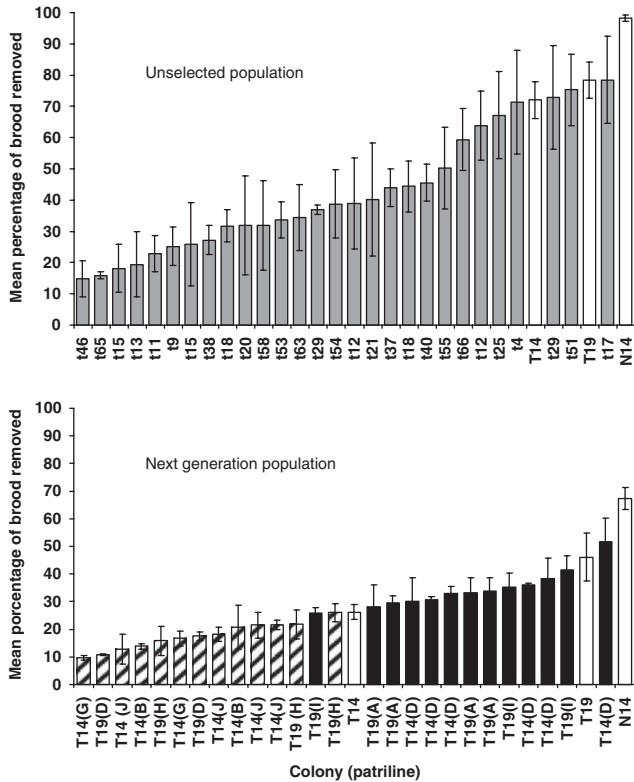 Mean percentage of brood removed
100
90
80
70
60
50
40
30
20
10
0
Unselected population
t46
t65
t15
t13
t11
t9
t15
t38
t18
t20
t58
t53
t63
t29
t54
t12
t21
t37
t18
t40
t55
t66
t12
t25
t4
T14
t29
t51
T19
t17
N14
Mean porcentage of brood removed
100
90
80
70
60
50
40
30
20
10
0
Next generation population
T14(G)
T19(D)
T14 (J)
T14(B)
T19(H)
T14(G)
T19(D)
T14(J)
T14(B)
T14(J)
T14(J)
T19 (H)
T19(I)
T19(H)
T14
T19(A)
T19(A)
T14(D)
T14(D)
T14(D)
T19(A)
T19(A)
T19(I)
T14(D)
T14(D)
T19(I)
T19
T14(D)
N14
Colony (patriline)